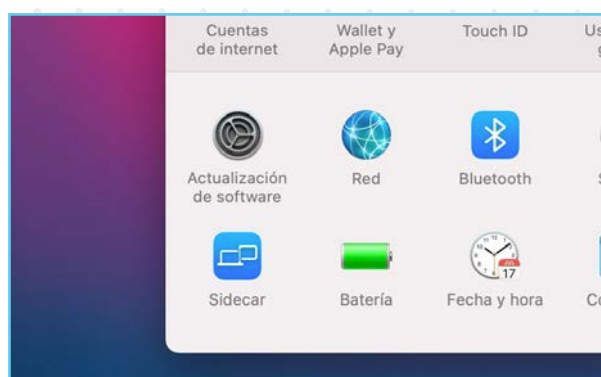 Cuentas
de internet
Wallet y
Apple Pay
Touch ID
Actualización
de software
Red
Bluetooth
Sidecar
Batería
Fecha y hora
17